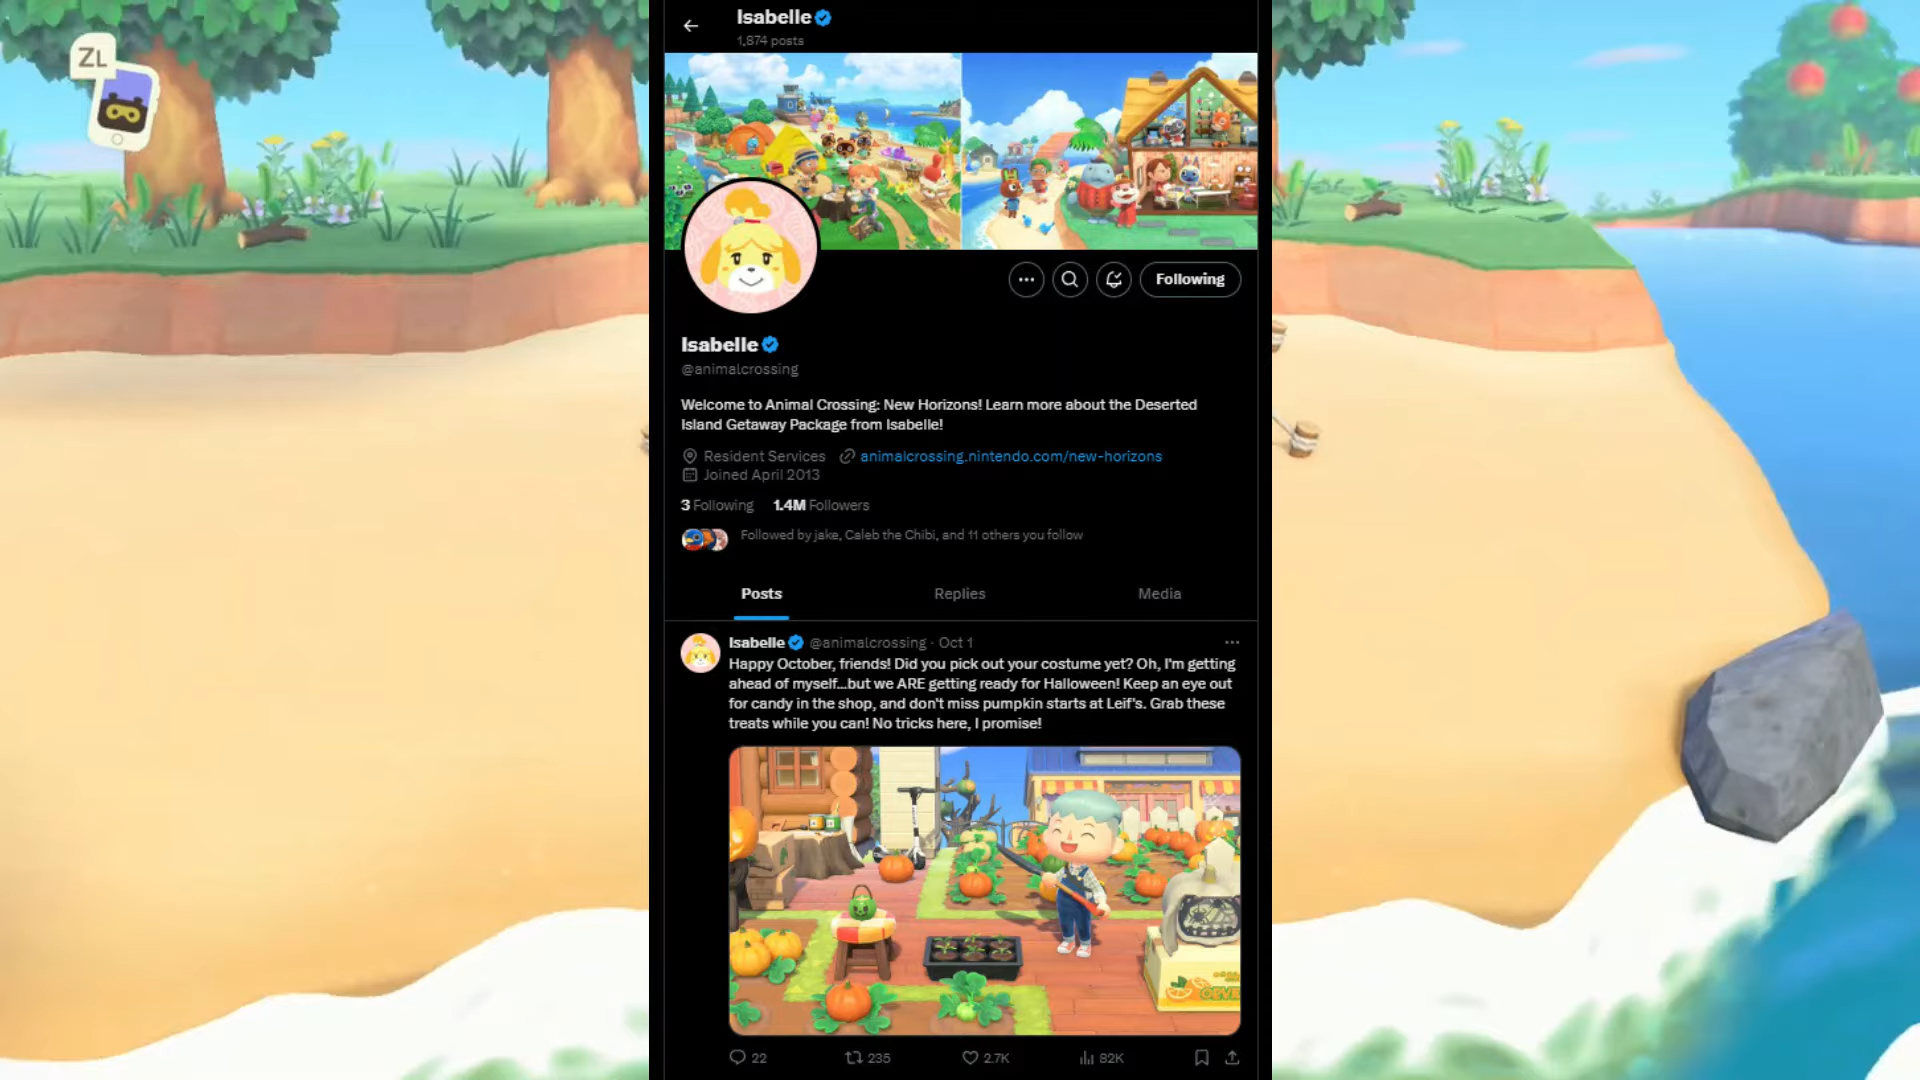 ZL
Isabelle
1,874 posts
Following
Isabelle
@animalcrossing
Welcome to Animal Crossing: New Horizons! Learn more about the Deserted
Island Getaway Package from Isabelle!
Resident Services animalcrossing.nintendo.com/new-horizons
Joined April 2013
3 Following 1.4M Followers
Followed by jake, Caleb the Chibi, and 11 others you follow
Posts Replies Media
Isabelle @animalcrossing · Oct 1
Happy October, friends! Did you pick out your costume yet? Oh, I'm getting
ahead of myself...but we ARE getting ready for Halloween! Keep an eye out
for candy in the shop, and don't miss pumpkin starts at Leif's. Grab these
treats while you can! No tricks here, I promise!
22 235 2.7K 82K